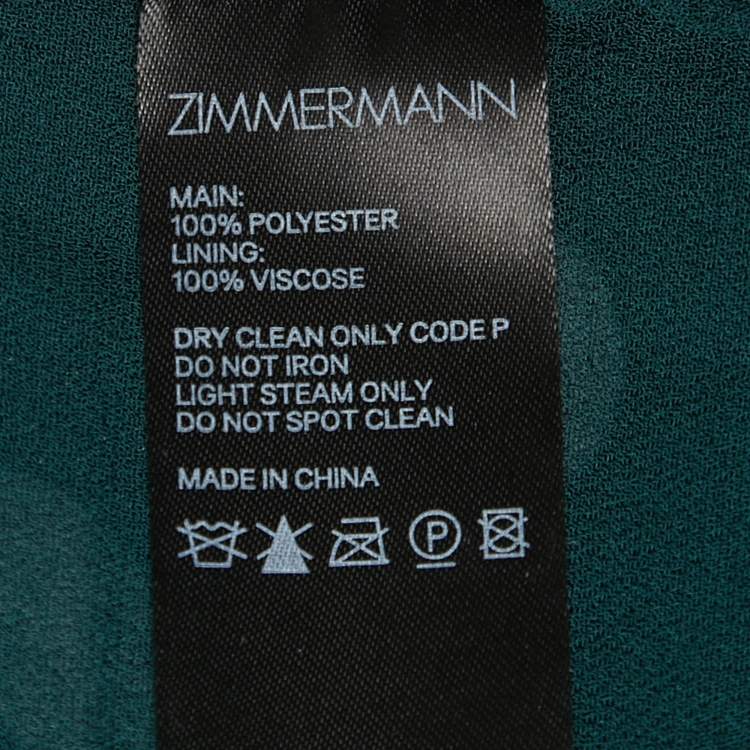 ZIMMERMANN
MAIN:
100% POLYESTER
LINING:
100% VISCOSE
DRY CLEAN ONLY CODE P
DO NOT IRON
LIGHT STEAM ONLY
DO NOT SPOT CLEAN
MADE IN CHINA
P